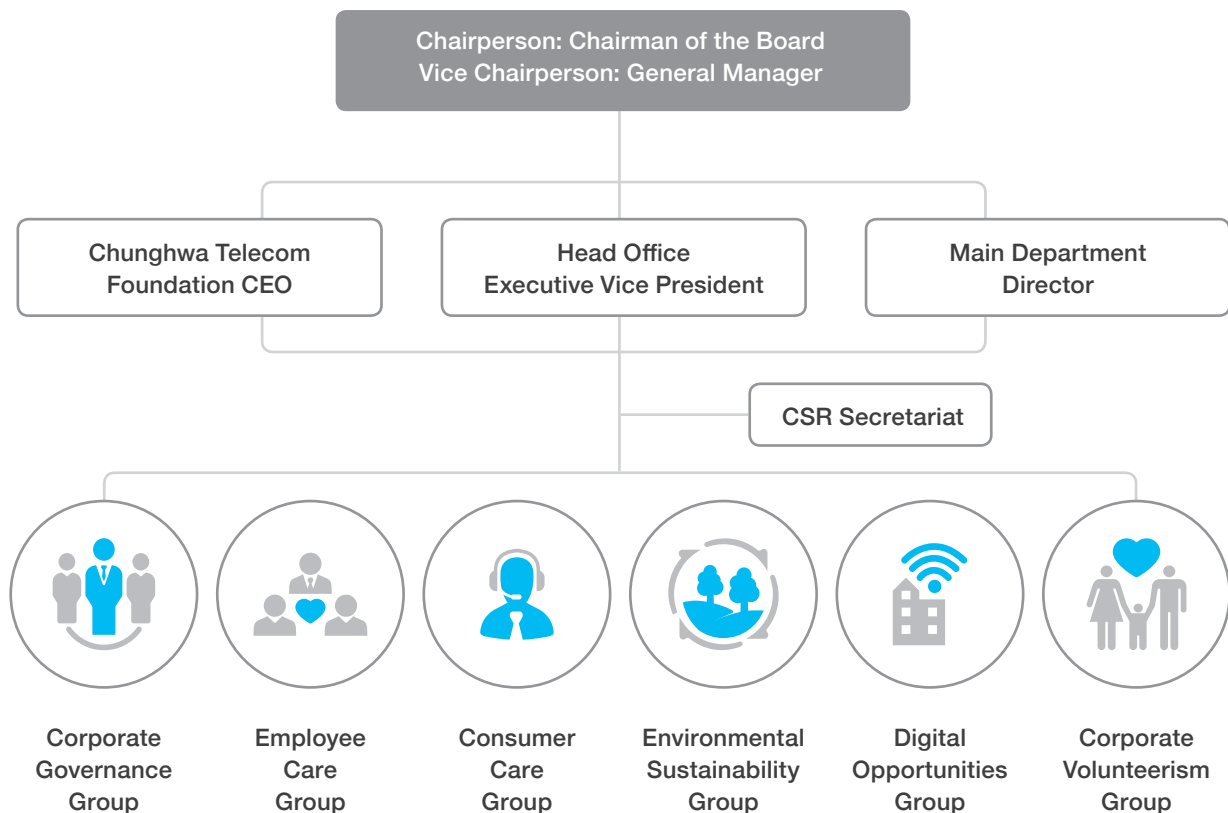 Chairperson: Chairman of the Board
Vice Chairperson: General Manager
Chunghwa Telecom
Foundation CEO
Head Office
Executive Vice President
Main Department
Director
CSR Secretariat
Corporate
Governance
Group
Employee
Care
Group
Consumer
Care
Group
Environmental
Sustainability
Group
Digital
Opportunities
Group
Corporate
Volunteerism
Group